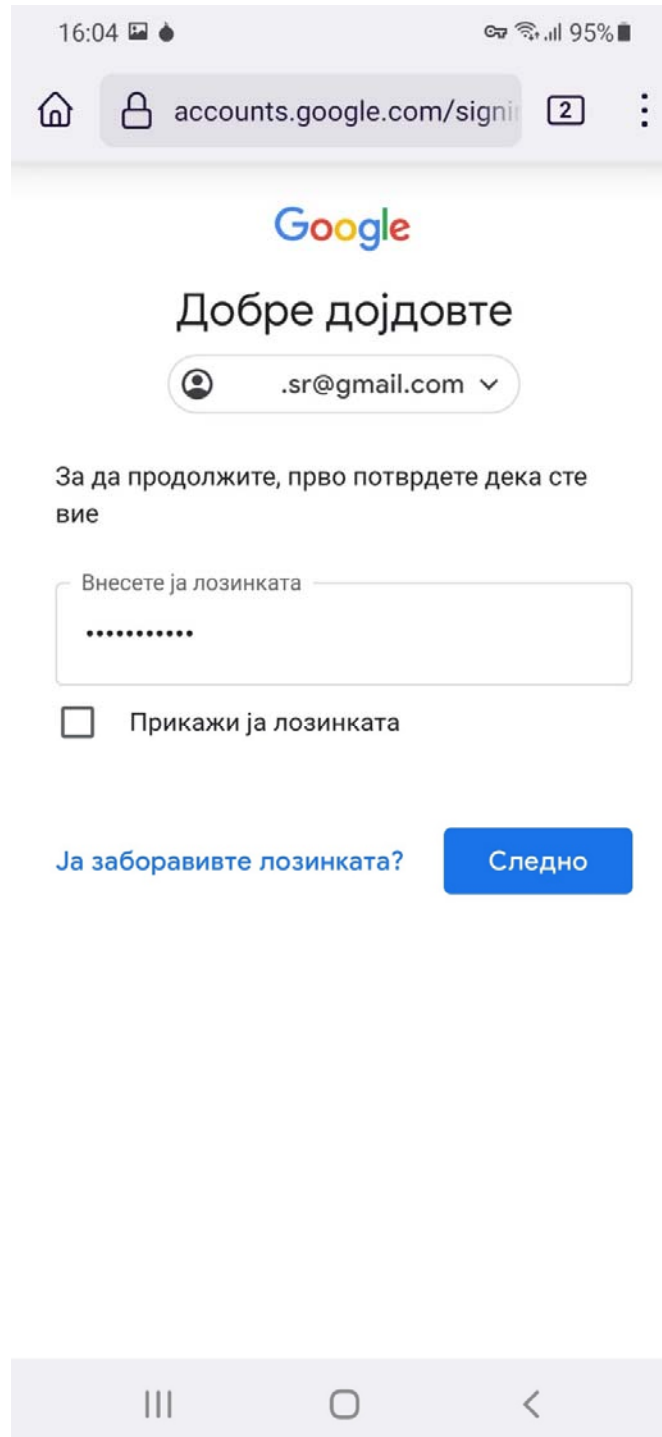 16:04 95%
accounts.google.com/signi
2
Google
Добре дојдовте
.sr@gmail.com
За да продолжите, прво потврдете дека сте
вие
Внесете ја лозинката
•••••••••••
Прикажи ја лозинката
Ја заборавивте лозинката? Следно